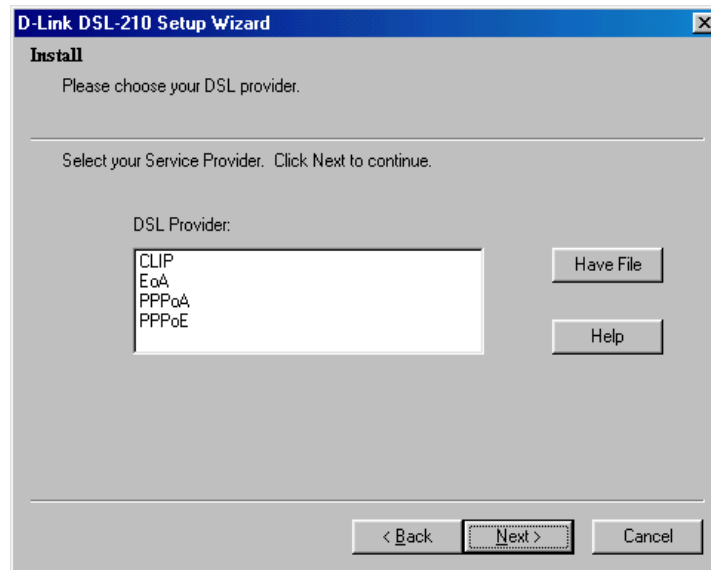 D-Link DSL-210 Setup Wizard
Install
Please choose your DSL provider.
Select your Service Provider.  Click Next to continue.
DSL Provider:
CLIP
EoA
PPPoA
PPPoE
Have File
Help
< Back
Next >
Cancel